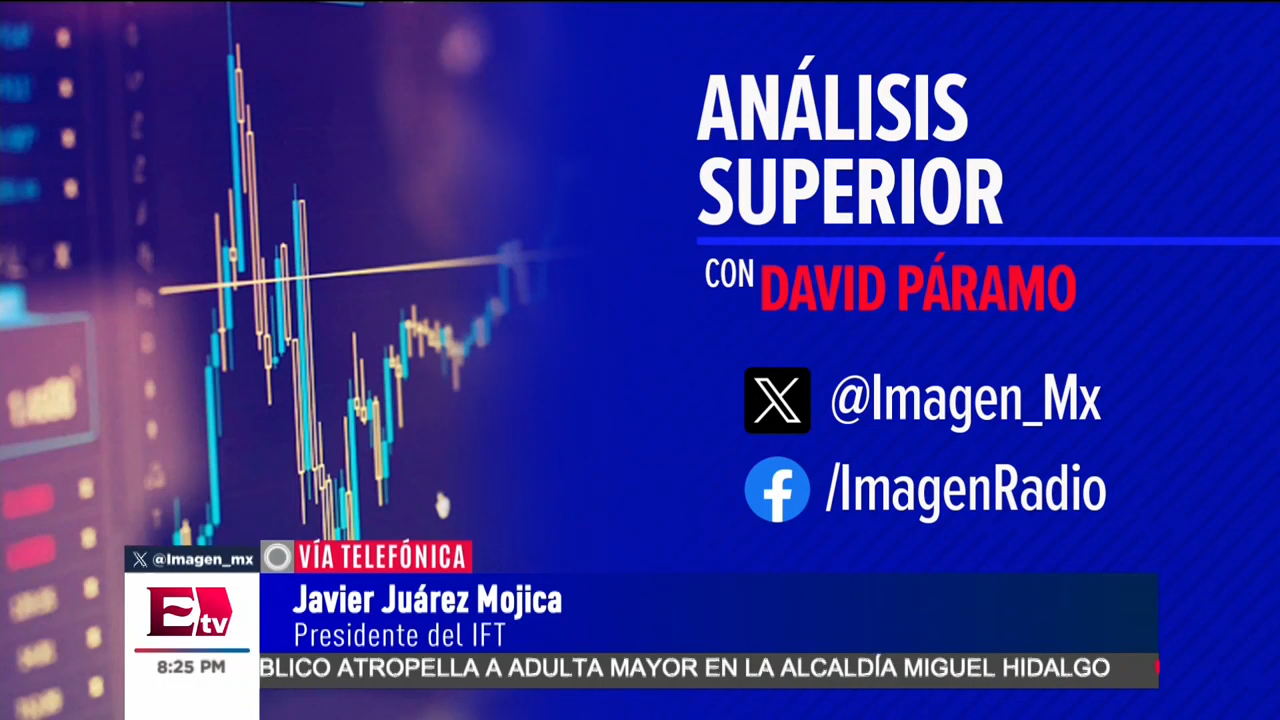 ANÁLISIS
SUPERIOR
CON DAVID PÁRAMO
@Imagen_Mx
/ImagenRadio
@Imagen_mx
VÍA TELEFÓNICA
Javier Juárez Mojica
Presidente del IFT
Etv
8:25 PM
BLICO ATROPELLA A ADULTA MAYOR EN LA ALCALDÍA MIGUEL HIDALGO